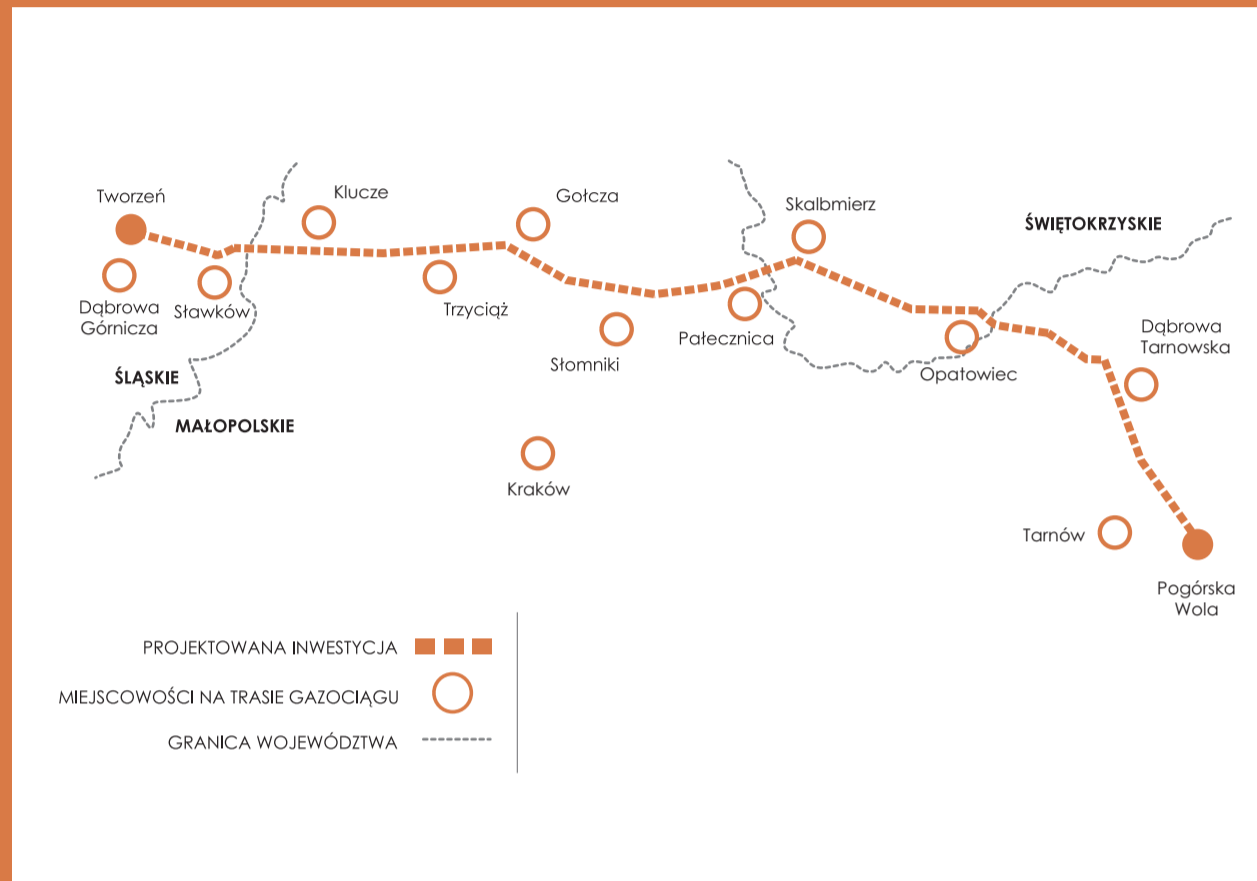 Tworzeń
Klucze
Gołcza
Skalbmierz
ŚWIĘTOKRZYSKIE
Dąbrowa
Górnicza
Sławków
Trzyciąż
Słomniki
Pałecznica
Opatowiec
Dąbrowa
Tarnowska
ŚLĄSKIE
MAŁOPOLSKIE
Kraków
Tarnów
Pogórska
Wola
PROJEKTOWANA INWESTYCJA
MIEJSCOWOŚCI NA TRASIE GAZOCIĄGU
GRANICA WOJEWÓDZTWA